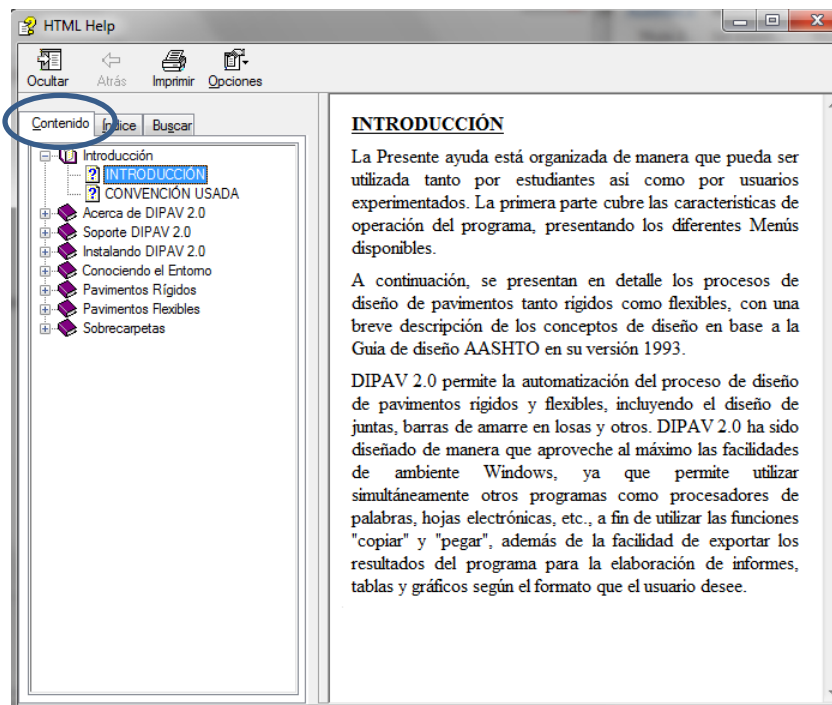 HTML Help
Ocultar Atrás Imprimir Opciones
Contenido Índice Buscar
Introducción
INTRODUCCIÓN
CONVENCIÓN USADA
Acerca de DIPAV 2.0
Soporte DIPAV 2.0
Instalando DIPAV 2.0
Conociendo el Entorno
Pavimentos Rígidos
Pavimentos Flexibles
Sobrecarpetas
INTRODUCCIÓN
La Presente ayuda está organizada de manera que pueda ser
utilizada tanto por estudiantes así como por usuarios
experimentados. La primera parte cubre las características de
operación del programa, presentando los diferentes Menús
disponibles.
A continuación, se presentan en detalle los procesos de
diseño de pavimentos tanto rígidos como flexibles, con una
breve descripción de los conceptos de diseño en base a la
Guía de diseño AASHTO en su versión 1993.
DIPAV 2.0 permite la automatización del proceso de diseño
de pavimentos rígidos y flexibles, incluyendo el diseño de
juntas, barras de amarre en losas y otros. DIPAV 2.0 ha sido
diseñado de manera que aproveche al máximo las facilidades
de ambiente Windows, ya que permite utilizar
simultáneamente otros programas como procesadores de
palabras, hojas electrónicas, etc., a fin de utilizar las funciones
"copiar" y "pegar", además de la facilidad de exportar los
resultados del programa para la elaboración de informes,
tablas y gráficos según el formato que el usuario desee.